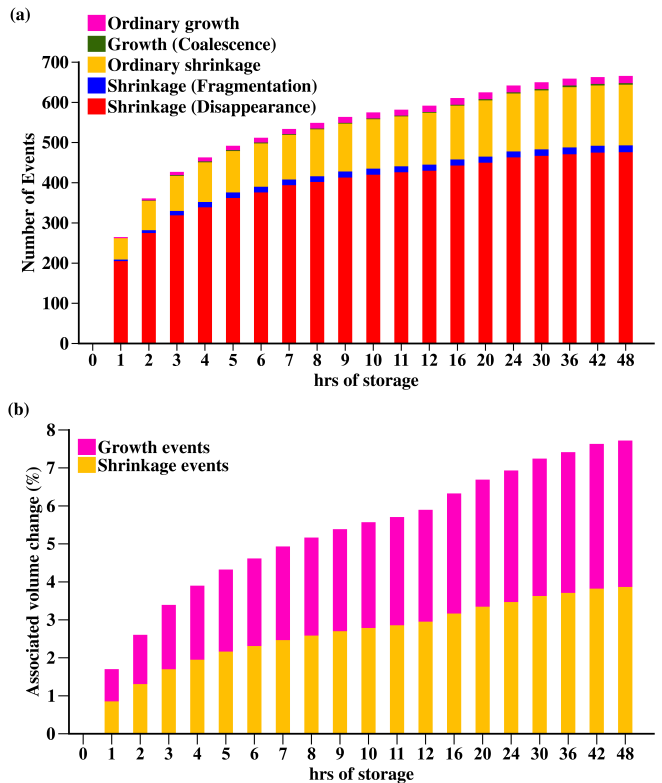 (a)
Ordinary growth
Growth (Coalescence)
Ordinary shrinkage
Shrinkage (Fragmentation)
Shrinkage (Disappearance)
Number of Events
700
600
500
400
300
200
100
0
0 1 2 3 4 5 6 7 8 9 10 11 12 16 20 24 30 36 42 48
hrs of storage
(b)
Growth events
Shrinkage events
Associated volume change (%)
8
7
6
5
4
3
2
1
0
0 1 2 3 4 5 6 7 8 9 10 11 12 16 20 24 30 36 42 48
hrs of storage